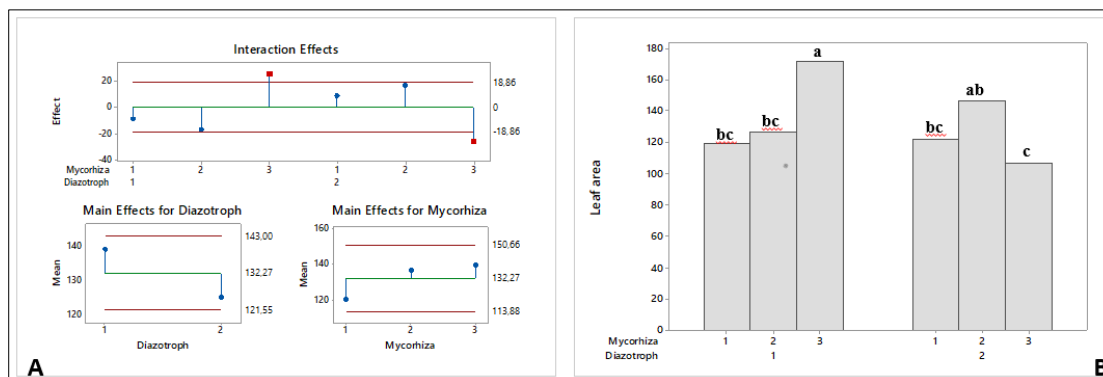 Interaction Effects
Effect
20
0
-20
-40
18,86
0
-18,86
Mycorhiza 1 2 3 1 2 3
Diazotroph 1 2
Main Effects for Diazotroph
Mean
140
130
120
143,00
132,27
121,55
1 2
Diazotroph
Main Effects for Mycorhiza
Mean
160
140
120
150,66
132,27
113,88
1 2 3
Mycorhiza
A
Leaf area
180
160
140
120
100
80
60
40
20
0
bc bc a bc ab c
Mycorhiza 1 2 3 1 2 3
Diazotroph 1 2
B